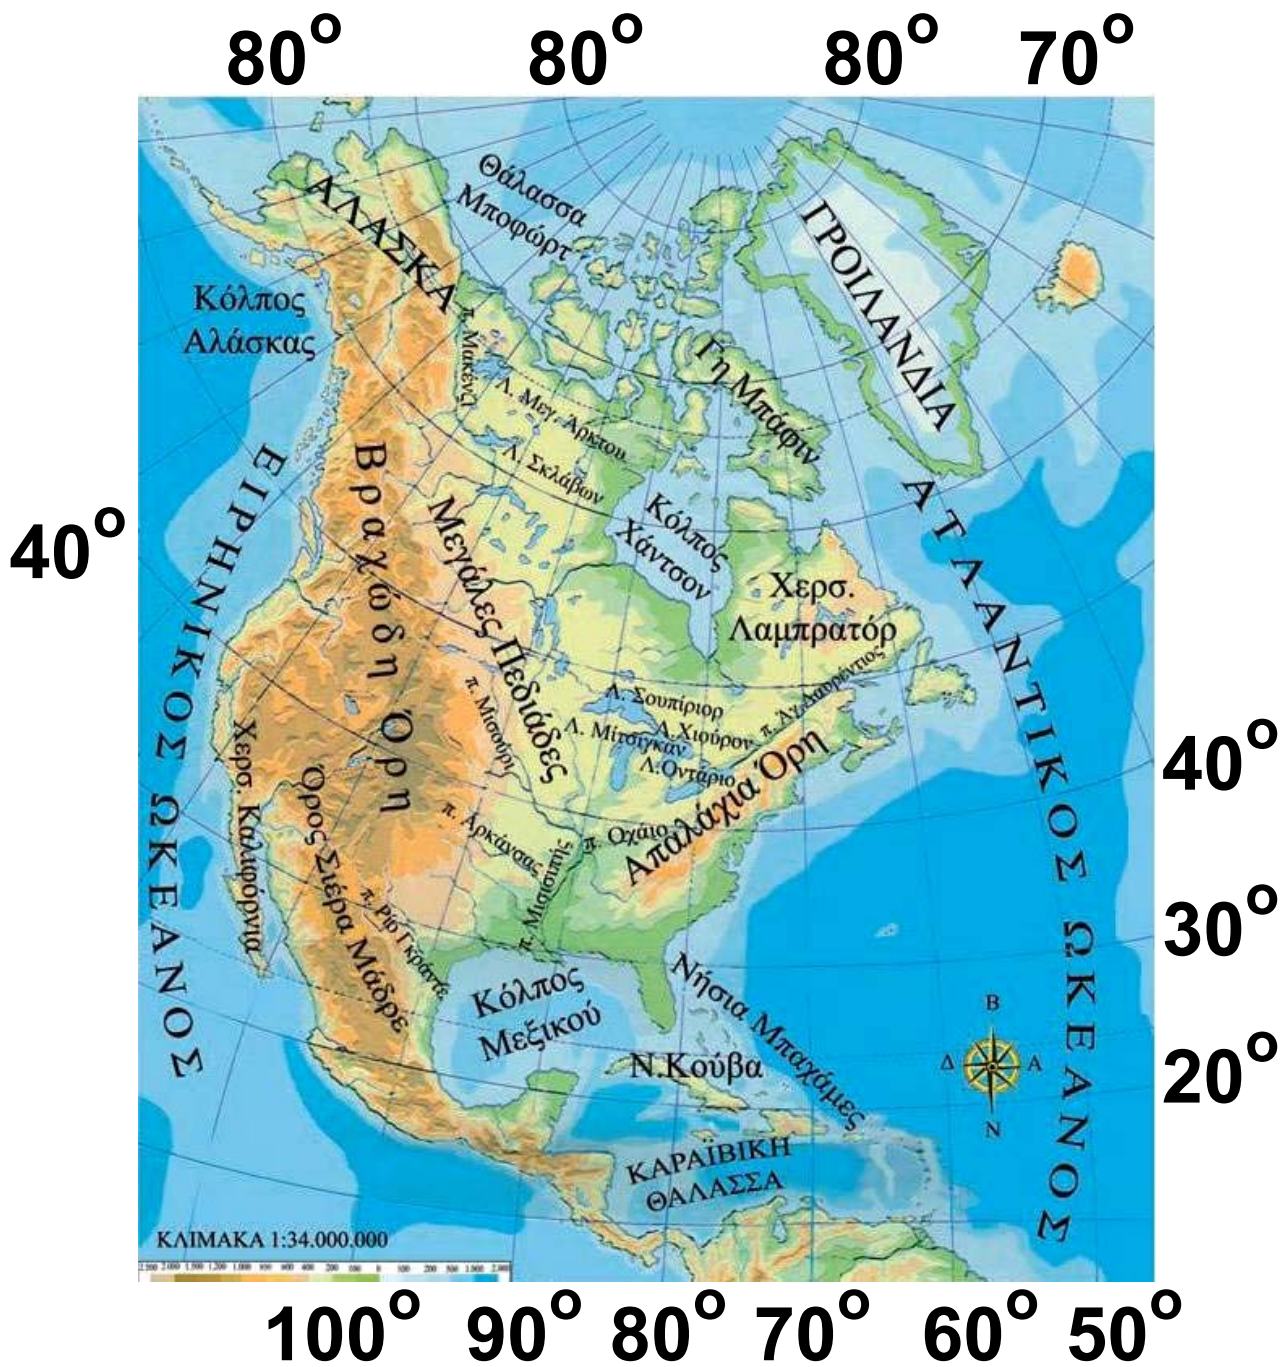 80° 80° 80° 70°
Θάλασσα
Μποφώρτ
ΑΛΑΣΚΑ
ΓΡΟΙΛΑΝΔΙΑ
Κόλπος
Αλάσκας
π. Μακένζι
Γη Μπάφιν
Λ. Μεγ. Άρκτου
Λ. Σκλάβων
ΕΙΡΗΝΙΚΟΣ ΩΚΕΑΝΟΣ
Βραχώδη Όρη
Μεγάλες Πεδιάδες
Κόλπος
Χάντσον
ΑΤΛΑΝΤΙΚΟΣ ΩΚΕΑΝΟΣ
40°
Χερσ.
Λαμπρατόρ
π. Αγ.Λαυρέντιος
Λ. Σουπίριορ
Λ.Χιούρον
Λ. Μίτσιγκαν
Λ.Οντάριο
π. Μισούρι
40°
Χερσ. Καλιφόρνια
Όρος Σιέρα Μάδρε
π. Αρκάνσας
π. Οχάιο
Απαλάχια Όρη
π. Μισισιπής
π. Ρίο Γκράντε
30°
Κόλπος
Μεξικού
Νήσια Μπαχάμες
Ν.Κούβα
Β
Δ Α
Ν
20°
ΚΑΡΑΪΒΙΚΗ
ΘΑΛΑΣΣΑ
ΚΛΙΜΑΚΑ 1:34.000.000
100° 90° 80° 70° 60° 50°